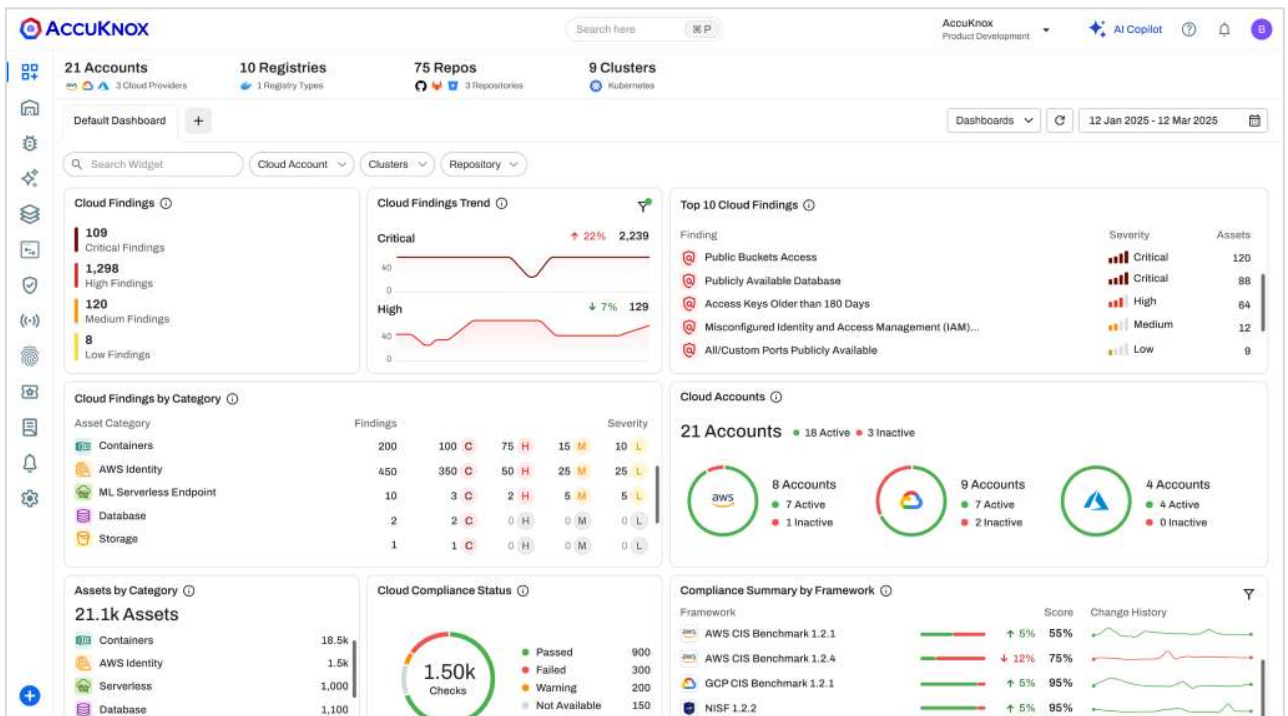 ACCUKNOX
Search here
⌘ P
AccuKnox
Product Development
AI Copilot
B
21 Accounts
10 Registries
75 Repos
9 Clusters
aws 3 Cloud Providers
1 Registry Types
3 Repositories
Kubernetes
Default Dashboard
+
Dashboards
12 Jan 2025 - 12 Mar 2025
Search Widget
Cloud Account
Clusters
Repository
Cloud Findings
109
Critical Findings
1,298
High Findings
120
Medium Findings
8
Low Findings
Cloud Findings Trend
Critical ↑ 22% 2,239
40
0
High ↓ 7% 129
40
0
Top 10 Cloud Findings
Finding Severity Assets
Public Buckets Access Critical 120
Publicly Available Database Critical 88
Access Keys Older than 180 Days High 64
Misconfigured Identity and Access Management (IAM)... Medium 12
All/Custom Ports Publicly Available Low 9
Cloud Findings by Category
Asset Category Findings Severity
Containers 200 100 C 75 H 15 M 10 L
AWS Identity 450 350 C 50 H 25 M 25 L
ML Serverless Endpoint 10 3 C 2 H 5 M 5 L
Database 2 2 C 0 H 0 M 0 L
Storage 1 1 C 0 H 0 M 0 L
Cloud Accounts
21 Accounts 18 Active 3 Inactive
aws
8 Accounts
7 Active
1 Inactive
9 Accounts
7 Active
2 Inactive
4 Accounts
4 Active
0 Inactive
Assets by Category
21.1k Assets
Containers 18.5k
AWS Identity 1.5k
Serverless 1,000
Database 1,100
Cloud Compliance Status
1.50k
Checks
Passed 900
Failed 300
Warning 200
Not Available 150
Compliance Summary by Framework
Framework Score Change History
aws AWS CIS Benchmark 1.2.1 ↑ 5% 55%
aws AWS CIS Benchmark 1.2.4 ↓ 12% 75%
GCP CIS Benchmark 1.2.1 ↑ 5% 95%
NISF 1.2.2 ↑ 5% 95%